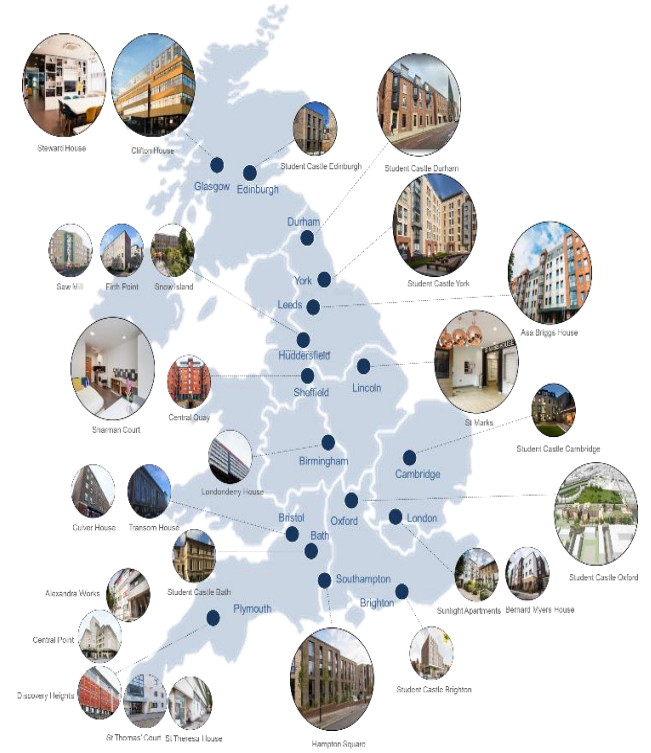 Steward House
Clifton House
Student Castle Edinburgh
Student Castle Durham
Glasgow
Edinburgh
Durham
Student Castle York
York
Saw Mill
Firth Point
Snow Island
Leeds
Asa Briggs House
Huddersfield
Sheffield
Lincoln
Sharman Court
Central Quay
St Marks
Student Castle Cambridge
Birmingham
Cambridge
Londonderry House
Culver House
Transom House
Bristol
Oxford
London
Bath
Student Castle Oxford
Student Castle Bath
Southampton
Alexandra Works
Brighton
Sunlight Apartments
Bernard Myers House
Plymouth
Central Point
Student Castle Brighton
Discovery Heights
St Thomas' Court
St Theresa House
Hampton Square